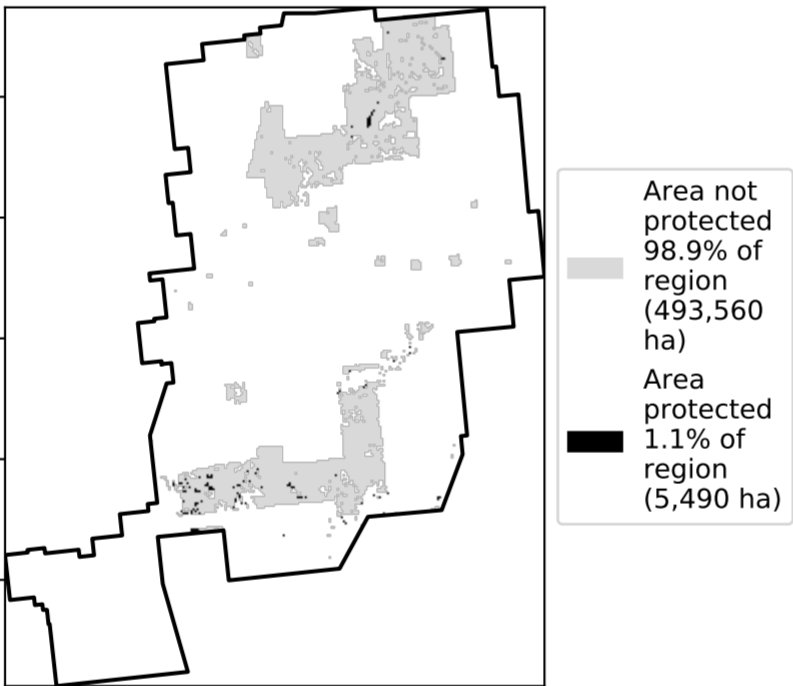 Area not
protected
98.9% of
region
(493,560
ha)
Area
protected
1.1% of
region
(5,490 ha)